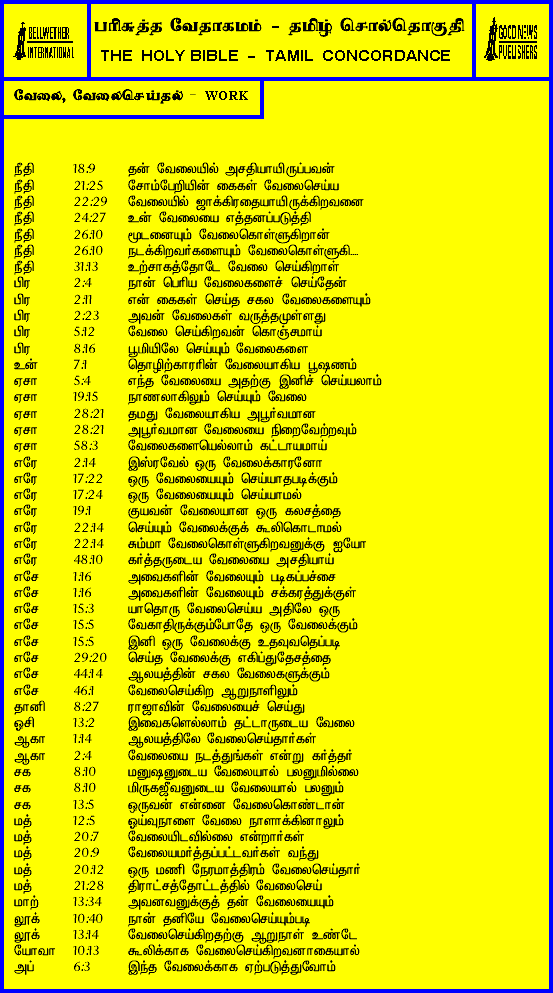 BELLWETHER
INTERNATIONAL
பரிசுத்த வேதாகமம் - தமிழ் சொல்தொகுதி
THE HOLY BIBLE - TAMIL CONCORDANCE
GOOD NEWS
PUBLISHERS
வேலை, வேலைசெய்தல் - WORK
நீதி 18:9 தன் வேலையில் அசதியாயிருப்பவன்
நீதி 21:25 சோம்பேறியின் கைகள் வேலைசெய்ய
நீதி 22:29 வேலையில் ஜாக்கிரதையாயிருக்கிறவனை
நீதி 24:27 உன் வேலையை எத்தனப்படுத்தி
நீதி 26:10 மூடனையும் வேலைகொள்ளுகிறான்
நீதி 26:10 நடக்கிறவர்களையும் வேலைகொள்ளுகி....
நீதி 31:13 உற்சாகத்தோடே வேலை செய்கிறாள்
பிர 2:4 நான் பெரிய வேலைகளைச் செய்தேன்
பிர 2:11 என் கைகள் செய்த சகல வேலைகளையும்
பிர 2:23 அவன் வேலைகள் வருத்தமுள்ளது
பிர 5:12 வேலை செய்கிறவன் கொஞ்சமாய்
பிர 8:16 பூமியிலே செய்யும் வேலைகளை
உன் 7:1 தொழிற்காரரின் வேலையாகிய பூஷணம்
ஏசா 5:4 எந்த வேலையை அதற்கு இனிச் செய்யலாம்
ஏசா 19:15 நாணலாகிலும் செய்யும் வேலை
ஏசா 28:21 தமது வேலையாகிய அபூர்வமான
ஏசா 28:21 அபூர்வமான வேலையை நிறைவேற்றவும்
ஏசா 58:3 வேலைகளையெல்லாம் கட்டாயமாய்
எரே 2:14 இஸ்ரவேல் ஒரு வேலைக்காரனோ
எரே 17:22 ஒரு வேலையையும் செய்யாதபடிக்கும்
எரே 17:24 ஒரு வேலையையும் செய்யாமல்
எரே 19:1 குயவன் வேலையான ஒரு கலசத்தை
எரே 22:14 செய்யும் வேலைக்குக் கூலிகொடாமல்
எரே 22:14 சும்மா வேலைகொள்ளுகிறவனுக்கு ஐயோ
எரே 48:10 கர்த்தருடைய வேலையை அசதியாய்
எசே 1:16 அவைகளின் வேலையும் படிகப்பச்சை
எசே 1:16 அவைகளின் வேலையும் சக்கரத்துக்குள்
எசே 15:3 யாதொரு வேலைசெய்ய அதிலே ஒரு
எசே 15:5 வேகாதிருக்கும்போதே ஒரு வேலைக்கும்
எசே 15:5 இனி ஒரு வேலைக்கு உதவுவதெப்படி
எசே 29:20 செய்த வேலைக்கு எகிப்துதேசத்தை
எசே 44:14 ஆலயத்தின் சகல வேலைகளுக்கும்
எசே 46:1 வேலைசெய்கிற ஆறுநாளிலும்
தானி 8:27 ராஜாவின் வேலையைச் செய்து
ஓசி 13:2 இவைகளெல்லாம் தட்டாருடைய வேலை
ஆகா 1:14 ஆலயத்திலே வேலைசெய்தார்கள்
ஆகா 2:4 வேலையை நடத்துங்கள் என்று கர்த்தர்
சக 8:10 மனுஷனுடைய வேலையால் பலனுமில்லை
சக 8:10 மிருகஜீவனுடைய வேலையால் பலனும்
சக 13:5 ஒருவன் என்னை வேலைகொண்டான்
மத் 12:5 ஓய்வுநாளை வேலை நாளாக்கினாலும்
மத் 20:7 வேலையிடவில்லை என்றார்கள்
மத் 20:9 வேலையமர்த்தப்பட்டவர்கள் வந்து
மத் 20:12 ஒரு மணி நேரமாத்திரம் வேலைசெய்தார்
மத் 21:28 திராட்சத்தோட்டத்தில் வேலைசெய்
மாற் 13:34 அவனவனுக்குத் தன் வேலையையும்
லூக் 10:40 நான் தனியே வேலைசெய்யும்படி
லூக் 13:14 வேலைசெய்கிறதற்கு ஆறுநாள் உண்டே
யோவா 10:13 கூலிக்காக வேலைசெய்கிறவனாகையால்
அப் 6:3 இந்த வேலைக்காக ஏற்படுத்துவோம்